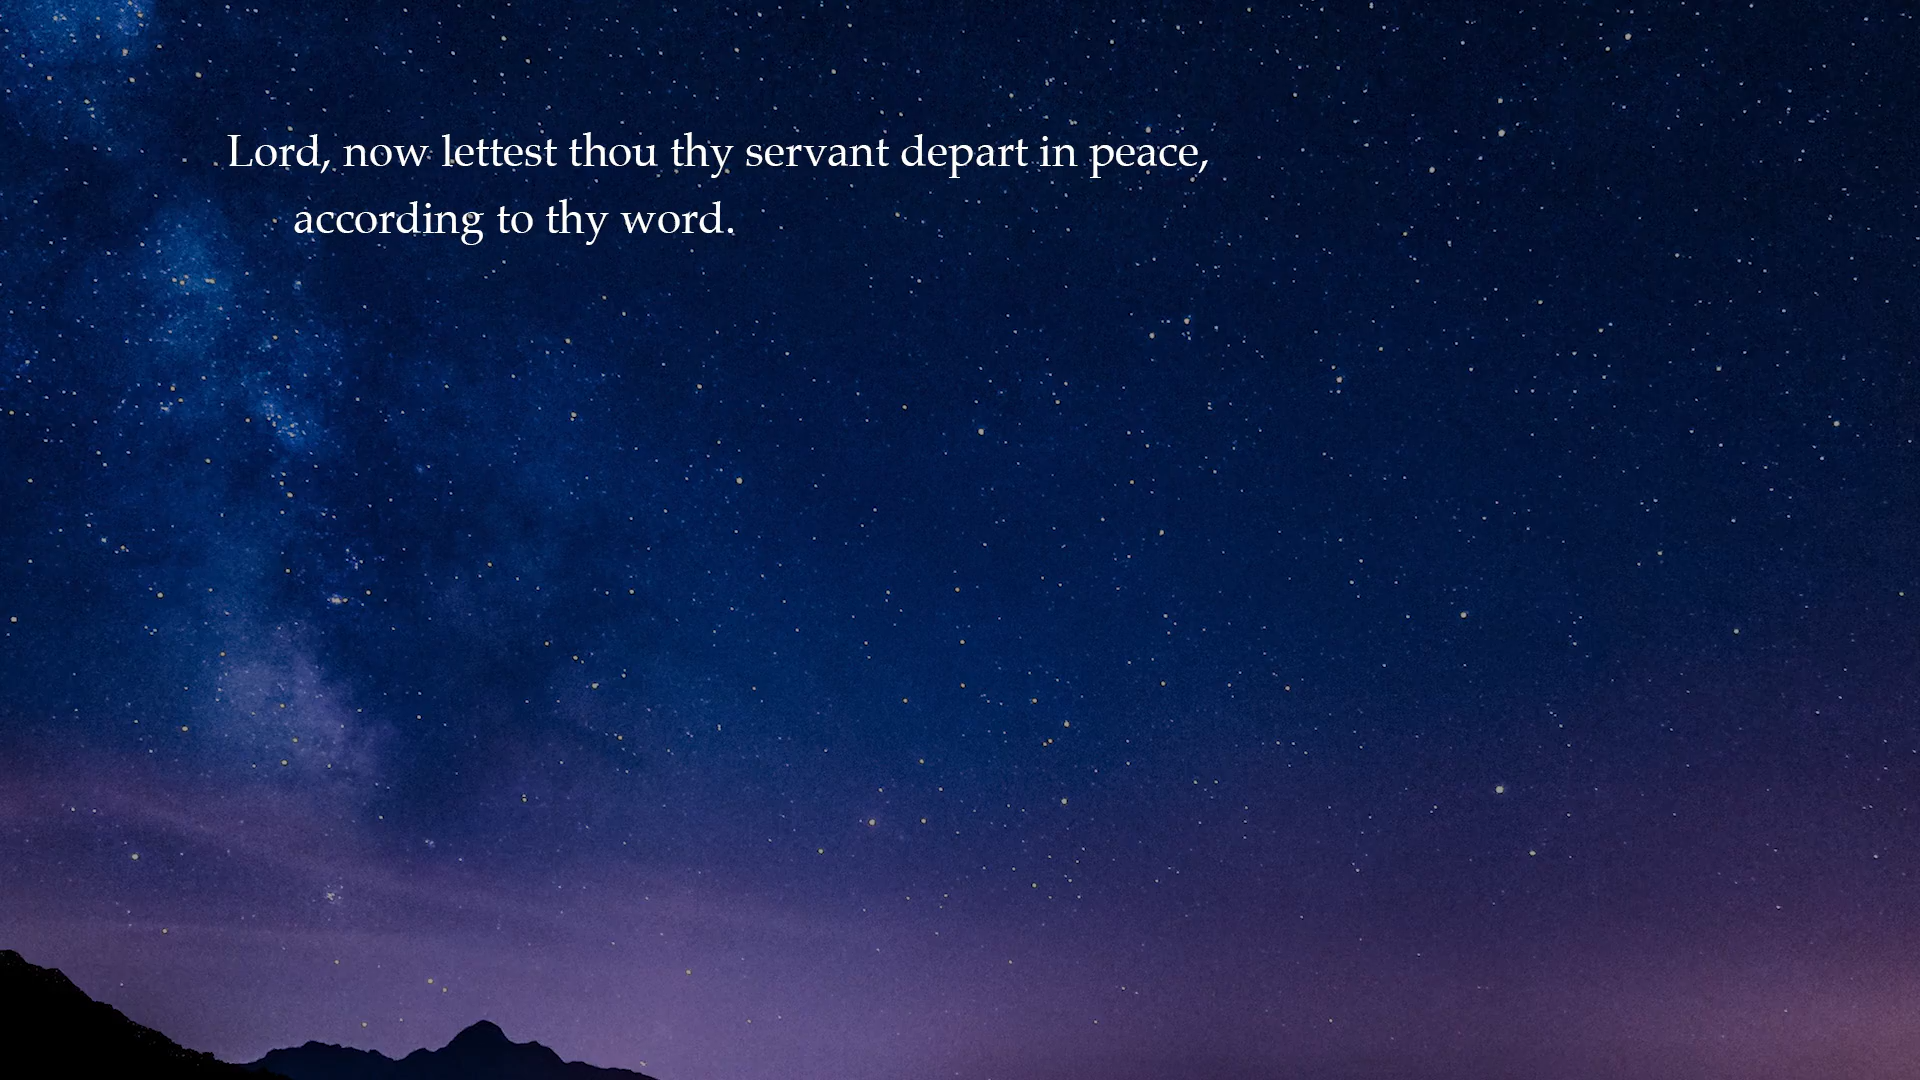 Lord, now lettest thou thy servant depart in peace,
according to thy word.